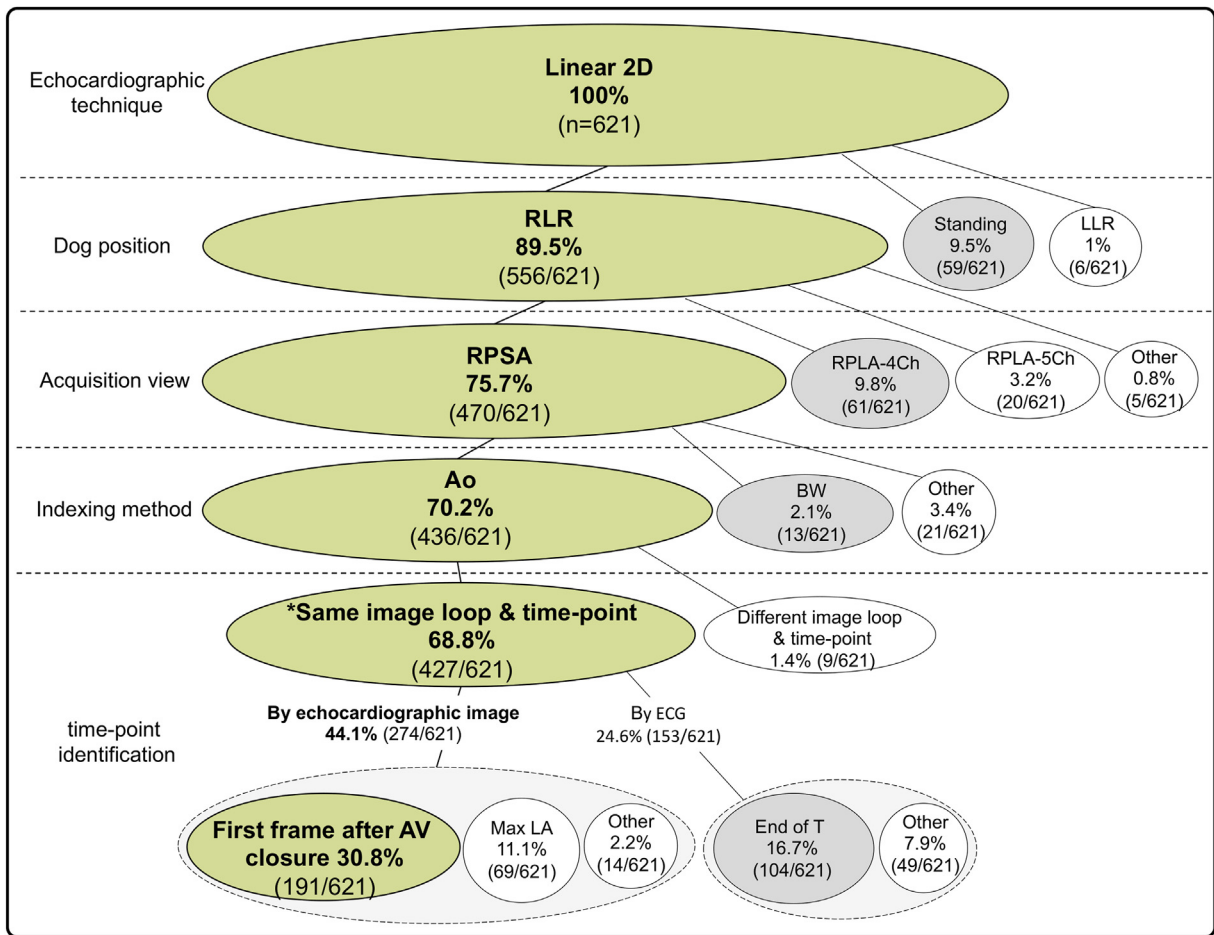 Echocardiographic
technique
Linear 2D
100%
(n=621)
Dog position
RLR
89.5%
(556/621)
Standing
9.5%
(59/621)
LLR
1%
(6/621)
Acquisition view
RPSA
75.7%
(470/621)
RPLA-4Ch
9.8%
(61/621)
RPLA-5Ch
3.2%
(20/621)
Other
0.8%
(5/621)
Indexing method
Ao
70.2%
(436/621)
BW
2.1%
(13/621)
Other
3.4%
(21/621)
*Same image loop & time-point
68.8%
(427/621)
Different image loop
& time-point
1.4% (9/621)
time-point
identification
By echocardiographic image
44.1% (274/621)
By ECG
24.6% (153/621)
First frame after AV
closure 30.8%
(191/621)
Max LA
11.1%
(69/621)
Other
2.2%
(14/621)
End of T
16.7%
(104/621)
Other
7.9%
(49/621)